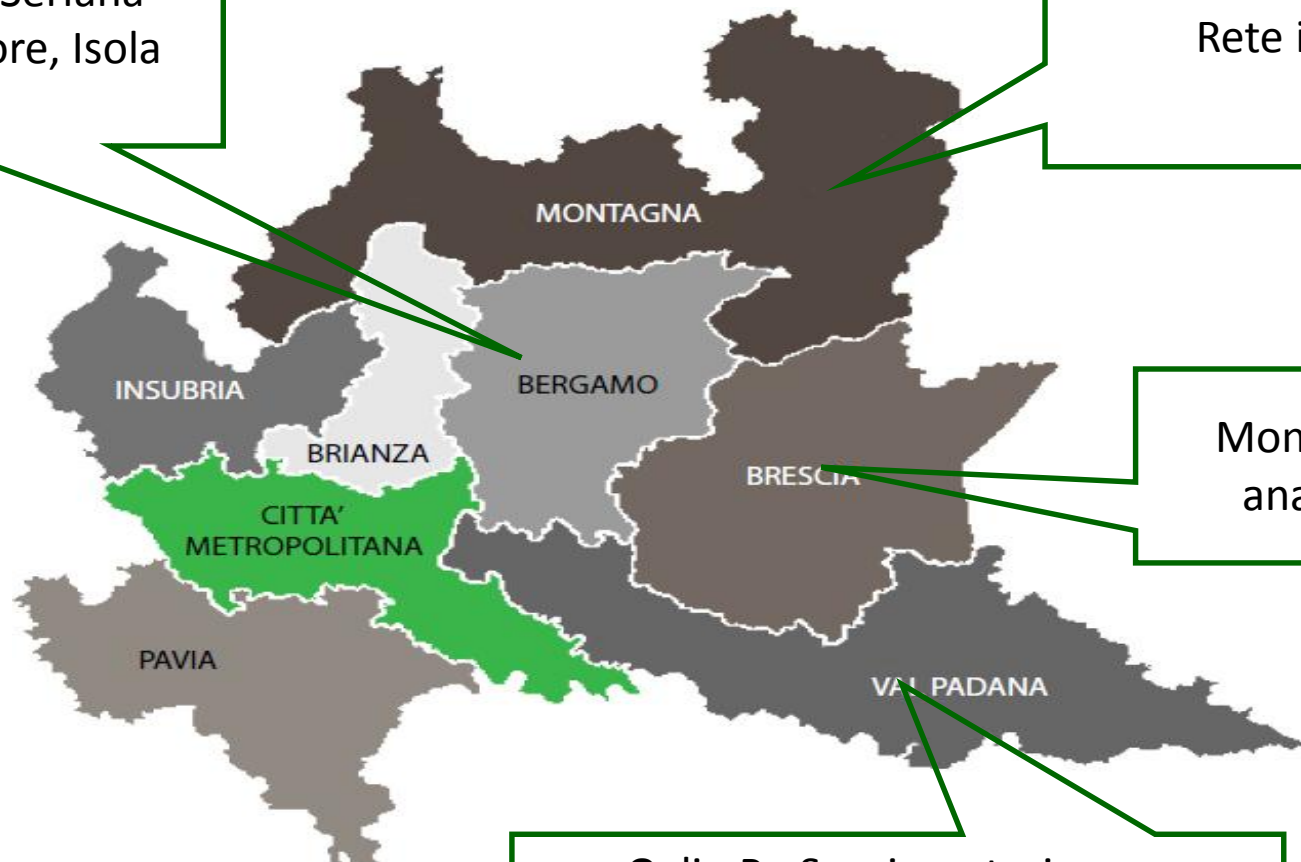 Seriana
ore, Isola
Rete i
MONTAGNA
INSUBRIA
BERGAMO
BRIANZA
Mon
ana
BRESCIA
CITTA'
METROPOLITANA
PAVIA
VAL PADANA